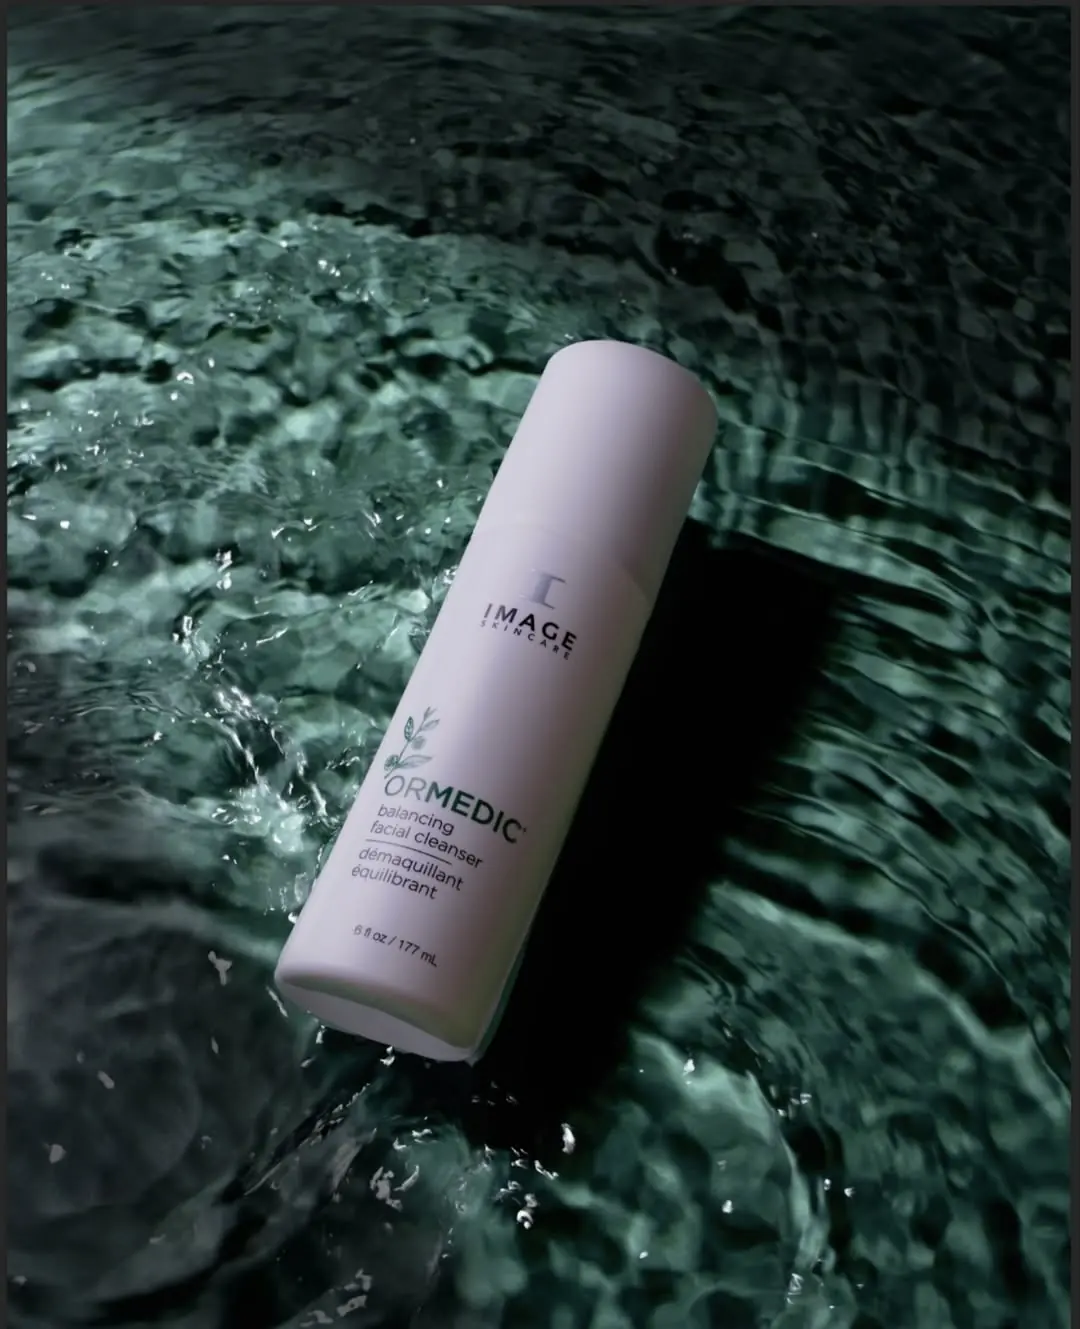 I
IMAGE
SKINCARE
ORMEDIC
balancing
facial cleanser
démaquillant
équilibrant
6 fl oz / 177 mL